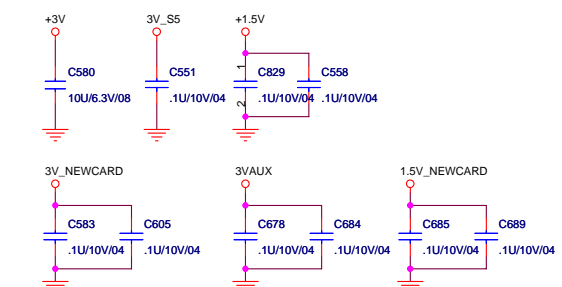 +3V
3V_S5
+1.5V
C580
10U/6.3V/08
C551
.1U/10V/04
1
2
C829
.1U/10V/04
C558
.1U/10V/04
3V_NEWCARD
3VAUX
1.5V_NEWCARD
C583
.1U/10V/04
C605
.1U/10V/04
C678
.1U/10V/04
C684
.1U/10V/04
C685
.1U/10V/04
C689
.1U/10V/04